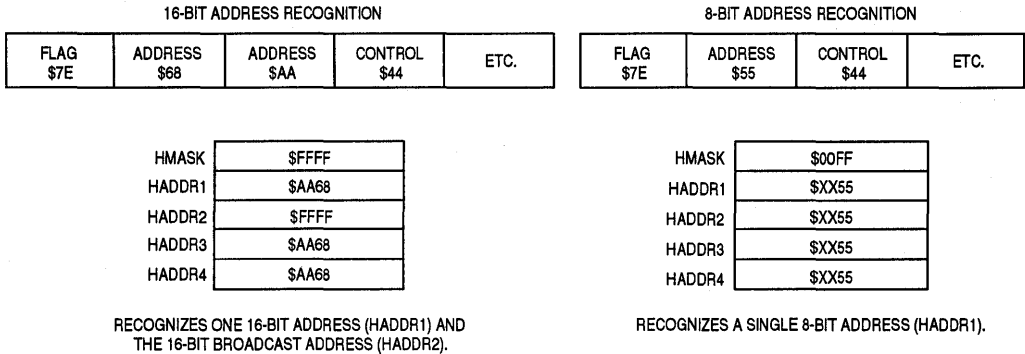 16-BIT ADDRESS RECOGNITION
FLAG $7E
ADDRESS $68
ADDRESS $AA
CONTROL $44
ETC.
HMASK $FFFF
HADDR1 $AA68
HADDR2 $FFFF
HADDR3 $AA68
HADDR4 $AA68
RECOGNIZES ONE 16-BIT ADDRESS (HADDR1) AND
THE 16-BIT BROADCAST ADDRESS (HADDR2).
8-BIT ADDRESS RECOGNITION
FLAG $7E
ADDRESS $55
CONTROL $44
ETC.
HMASK $00FF
HADDR1 $XX55
HADDR2 $XX55
HADDR3 $XX55
HADDR4 $XX55
RECOGNIZES A SINGLE 8-BIT ADDRESS (HADDR1).